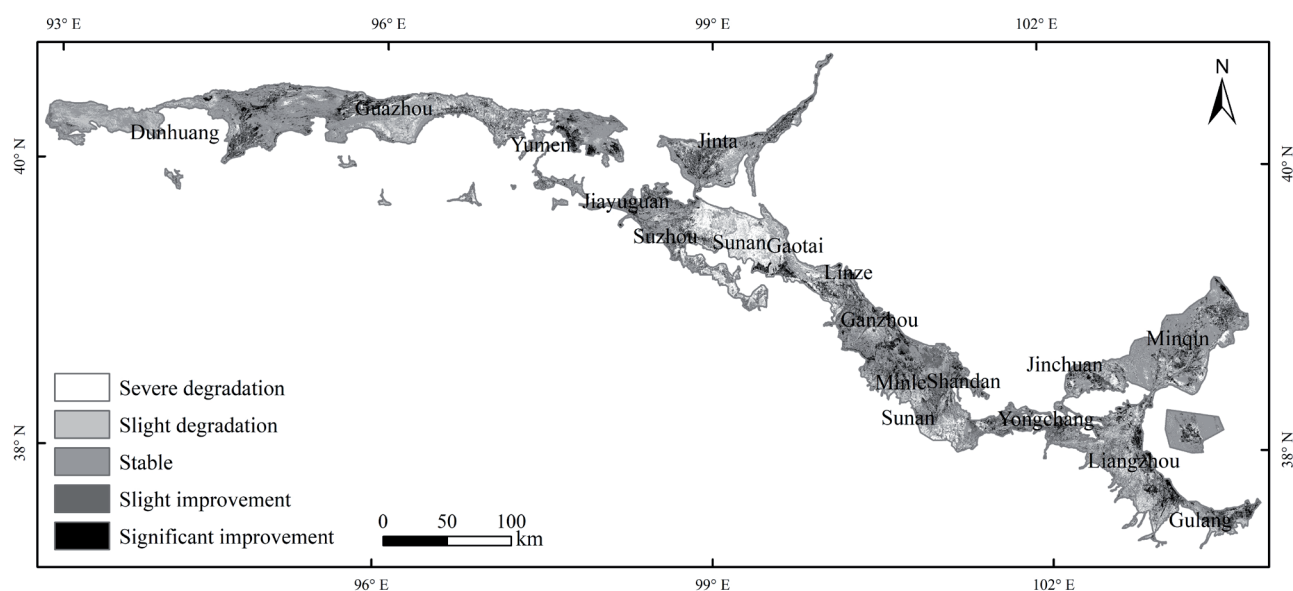 93° E 96° E 99° E 102° E
N
40° N
40° N
Guazhou
Dunhuang
Yumen
Jinta
Jiayuguan
Suzhou
Sunan
Gaotai
Linze
Ganzhou
Minqin
Jinchuan
Minle
Shandan
Sunan
Yongchang
38° N
38° N
Liangzhou
Gulang
Severe degradation
Slight degradation
Stable
Slight improvement
Significant improvement
0 50 100
km
96° E 99° E 102° E